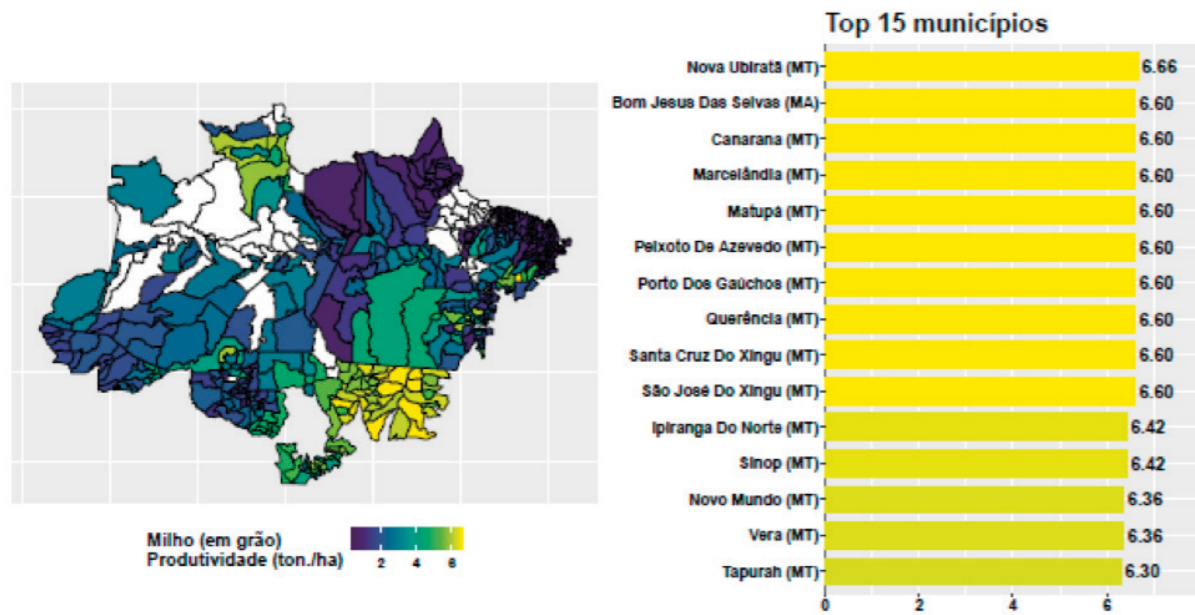 Top 15 municípios
Nova Ubiratã (MT)
6.66
Bom Jesus Das Selvas (MA)
6.60
Canarana (MT)
6.60
Marcelândia (MT)
6.60
Matupá (MT)
6.60
Peixoto De Azevedo (MT)
6.60
Porto Dos Gaúchos (MT)
6.60
Querência (MT)
6.60
Santa Cruz Do Xingu (MT)
6.60
São José Do Xingu (MT)
6.60
Ipiranga Do Norte (MT)
6.42
Sinop (MT)
6.42
Novo Mundo (MT)
6.36
Vera (MT)
6.36
Tapurah (MT)
6.30
0 2 4 6
Milho (em grão)
Produtividade (ton./ha)
2 4 6